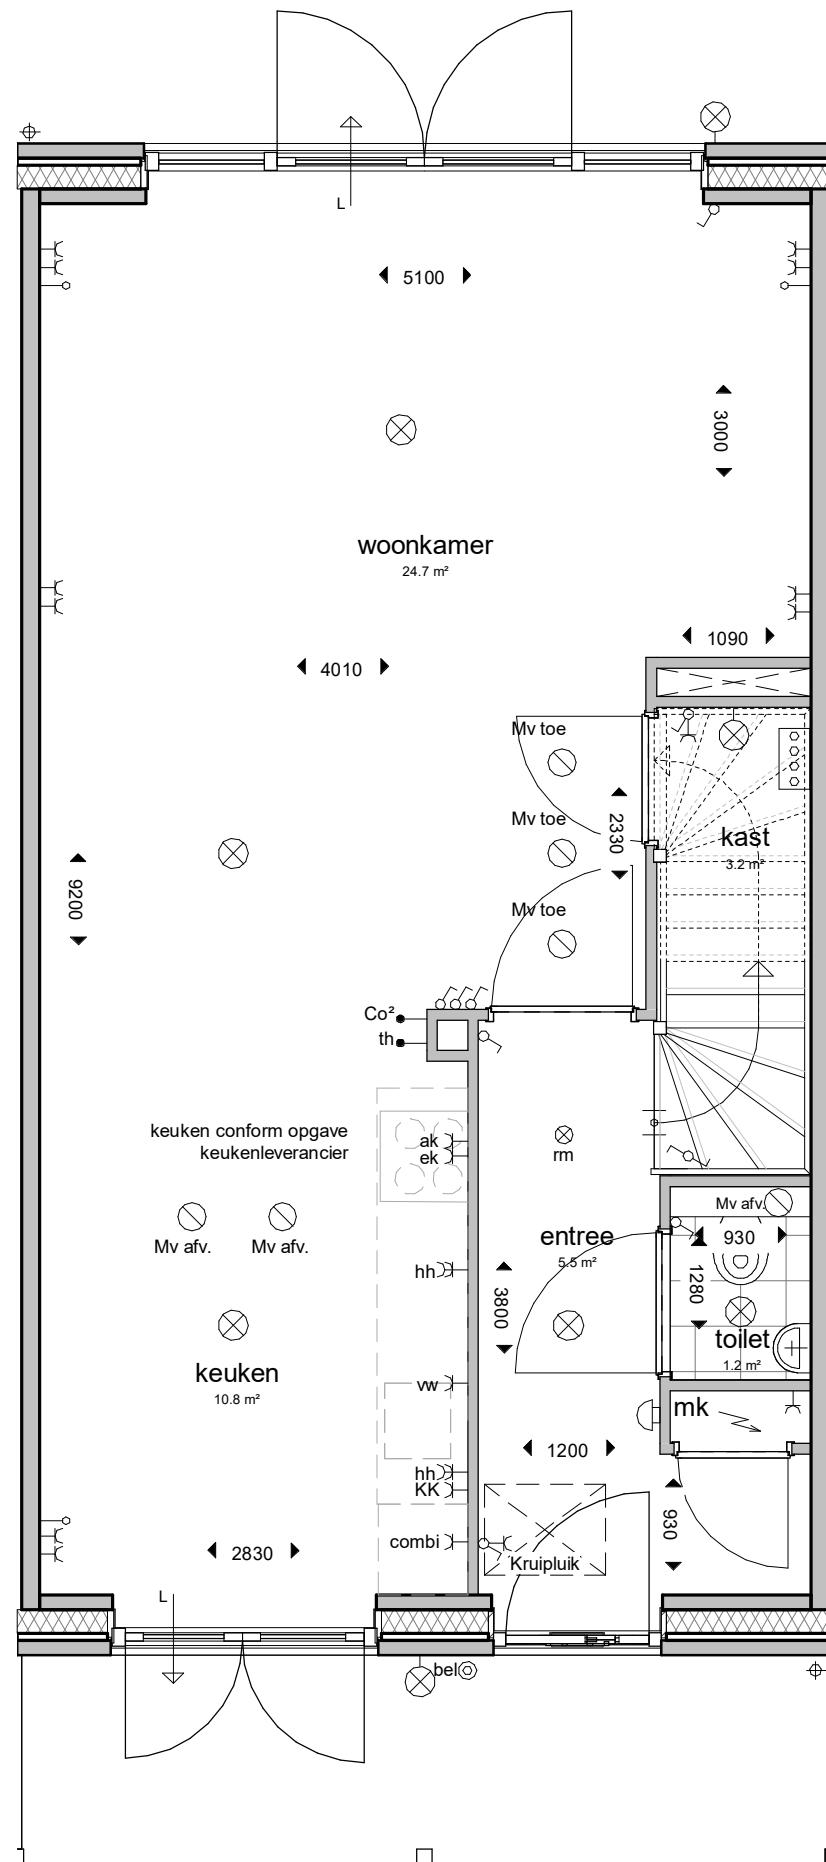 L
5100
3000
woonkamer
24.7 m²
1090
4010
Mv toe
Mv toe
2330
kast
3.2 m²
9200
Mv toe
Co²
th
keuken conform opgave
keukenleverancier
ak
ek
rm
Mv afv.
Mv afv.
Mv afv.
930
entree
5.5 m²
hh
3800
1280
toilet
1.2 m²
keuken
10.8 m²
vw
mk
1200
hh
KK
930
combi
Kruipluik
2830
L
bel